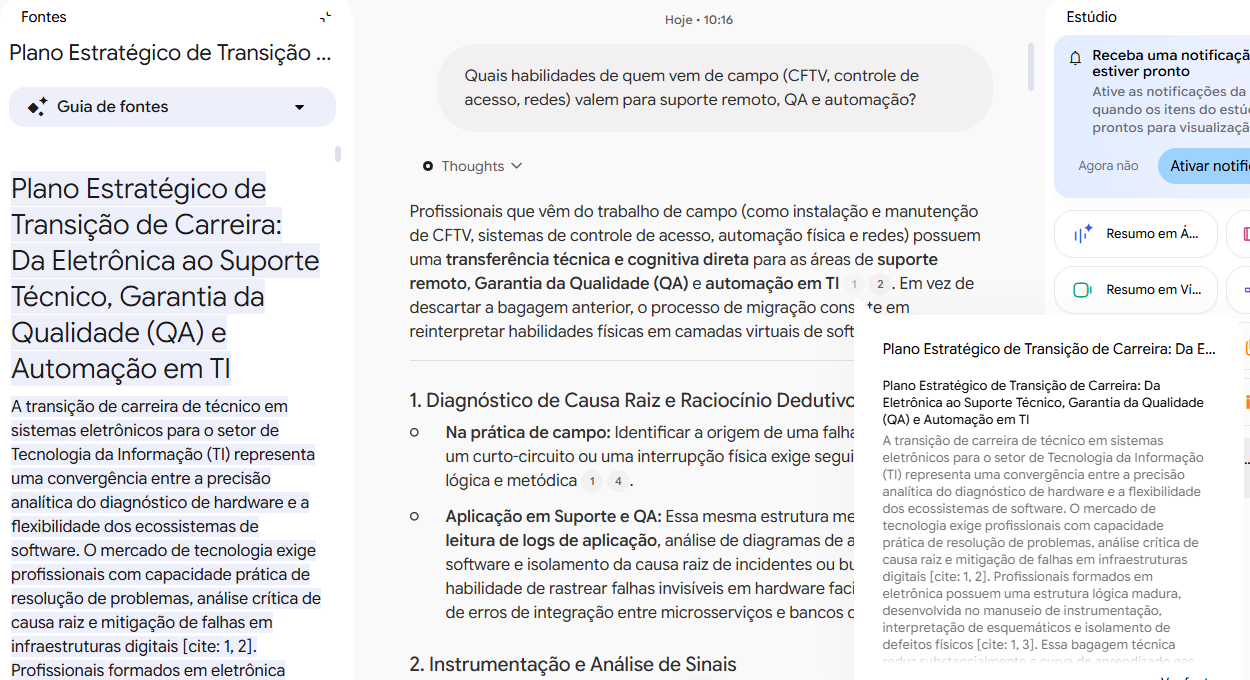 Fontes
Plano Estratégico de Transição ...
Guia de fontes
Plano Estratégico de
Transição de Carreira:
Da Eletrônica ao Suporte
Técnico, Garantia da
Qualidade (QA) e
Automação em TI
A transição de carreira de técnico em
sistemas eletrônicos para o setor de
Tecnologia da Informação (TI) representa
uma convergência entre a precisão
analítica do diagnóstico de hardware e a
flexibilidade dos ecossistemas de
software. O mercado de tecnologia exige
profissionais com capacidade prática de
resolução de problemas, análise crítica de
causa raiz e mitigação de falhas em
infraestruturas digitais [cite: 1, 2].
Profissionais formados em eletrônica
Hoje • 10:16
Quais habilidades de quem vem de campo (CFTV, controle de
acesso, redes) valem para suporte remoto, QA e automação?
Thoughts
Profissionais que vêm do trabalho de campo (como instalação e manutenção
de CFTV, sistemas de controle de acesso, automação física e redes) possuem
uma transferência técnica e cognitiva direta para as áreas de suporte
remoto, Garantia da Qualidade (QA) e automação em TI 1 2 . Em vez de
descartar a bagagem anterior, o processo de migração cons te em
reinterpretar habilidades físicas em camadas virtuais de soft
1. Diagnóstico de Causa Raiz e Raciocínio Dedutivo
Na prática de campo: Identificar a origem de uma falha
um curto-circuito ou uma interrupção física exige segui
lógica e metódica 1 4 .
Aplicação em Suporte e QA: Essa mesma estrutura me
leitura de logs de aplicação, análise de diagramas de a
software e isolamento da causa raiz de incidentes ou bu
habilidade de rastrear falhas invisíveis em hardware faci
de erros de integração entre microsserviços e bancos d
2. Instrumentação e Análise de Sinais
Estúdio
Receba uma notificaçã
estiver pronto
Ative as notificações da
quando os itens do estú
prontos para visualizaçã
Agora não
Ativar notifi
Resumo em Á...
Resumo em Ví...
Plano Estratégico de Transição de Carreira: Da E...
Plano Estratégico de Transição de Carreira: Da
Eletrônica ao Suporte Técnico, Garantia da Qualidade
(QA) e Automação em TI
A transição de carreira de técnico em sistemas
eletrônicos para o setor de Tecnologia da Informação
(TI) representa uma convergência entre a precisão
analítica do diagnóstico de hardware e a flexibilidade
dos ecossistemas de software. O mercado de
tecnologia exige profissionais com capacidade
prática de resolução de problemas, análise crítica de
causa raiz e mitigação de falhas em infraestruturas
digitais [cite: 1, 2]. Profissionais formados em
eletrônica possuem uma estrutura lógica madura,
desenvolvida no manuseio de instrumentação,
interpretação de esquemáticos e isolamento de
defeitos físicos [cite: 1, 3]. Essa bagagem técnica
reduz substancialmente a curva de aprendizado nas